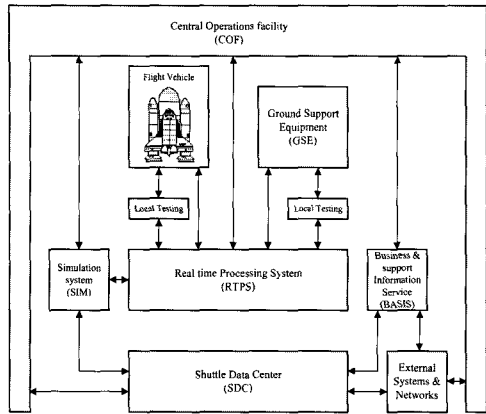 Central Operations facility
(COF)
Flight Vehicle
Ground Support
Equipment
(GSE)
Local Testing
Local Testing
Simulation
system
(SIM)
Real time Processing System
(RTPS)
Business &
support
Information
Service
(BASIS)
Shuttle Data Center
(SDC)
External
Systems &
Networks